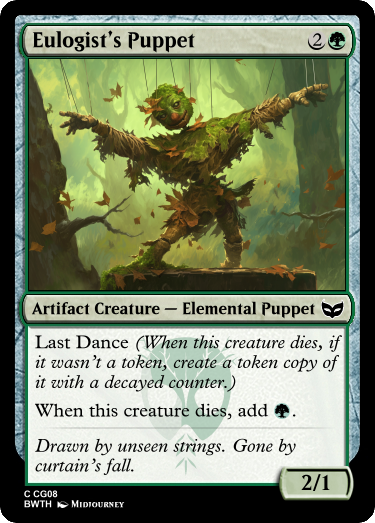 Eulogist's Puppet 2
Artifact Creature — Elemental Puppet
Last Dance (When this creature dies, if
it wasn't a token, create a token copy of
it with a decayed counter.)
When this creature dies, add .
Drawn by unseen strings. Gone by
curtain's fall.
2/1
C CG08
BWTH Midjourney